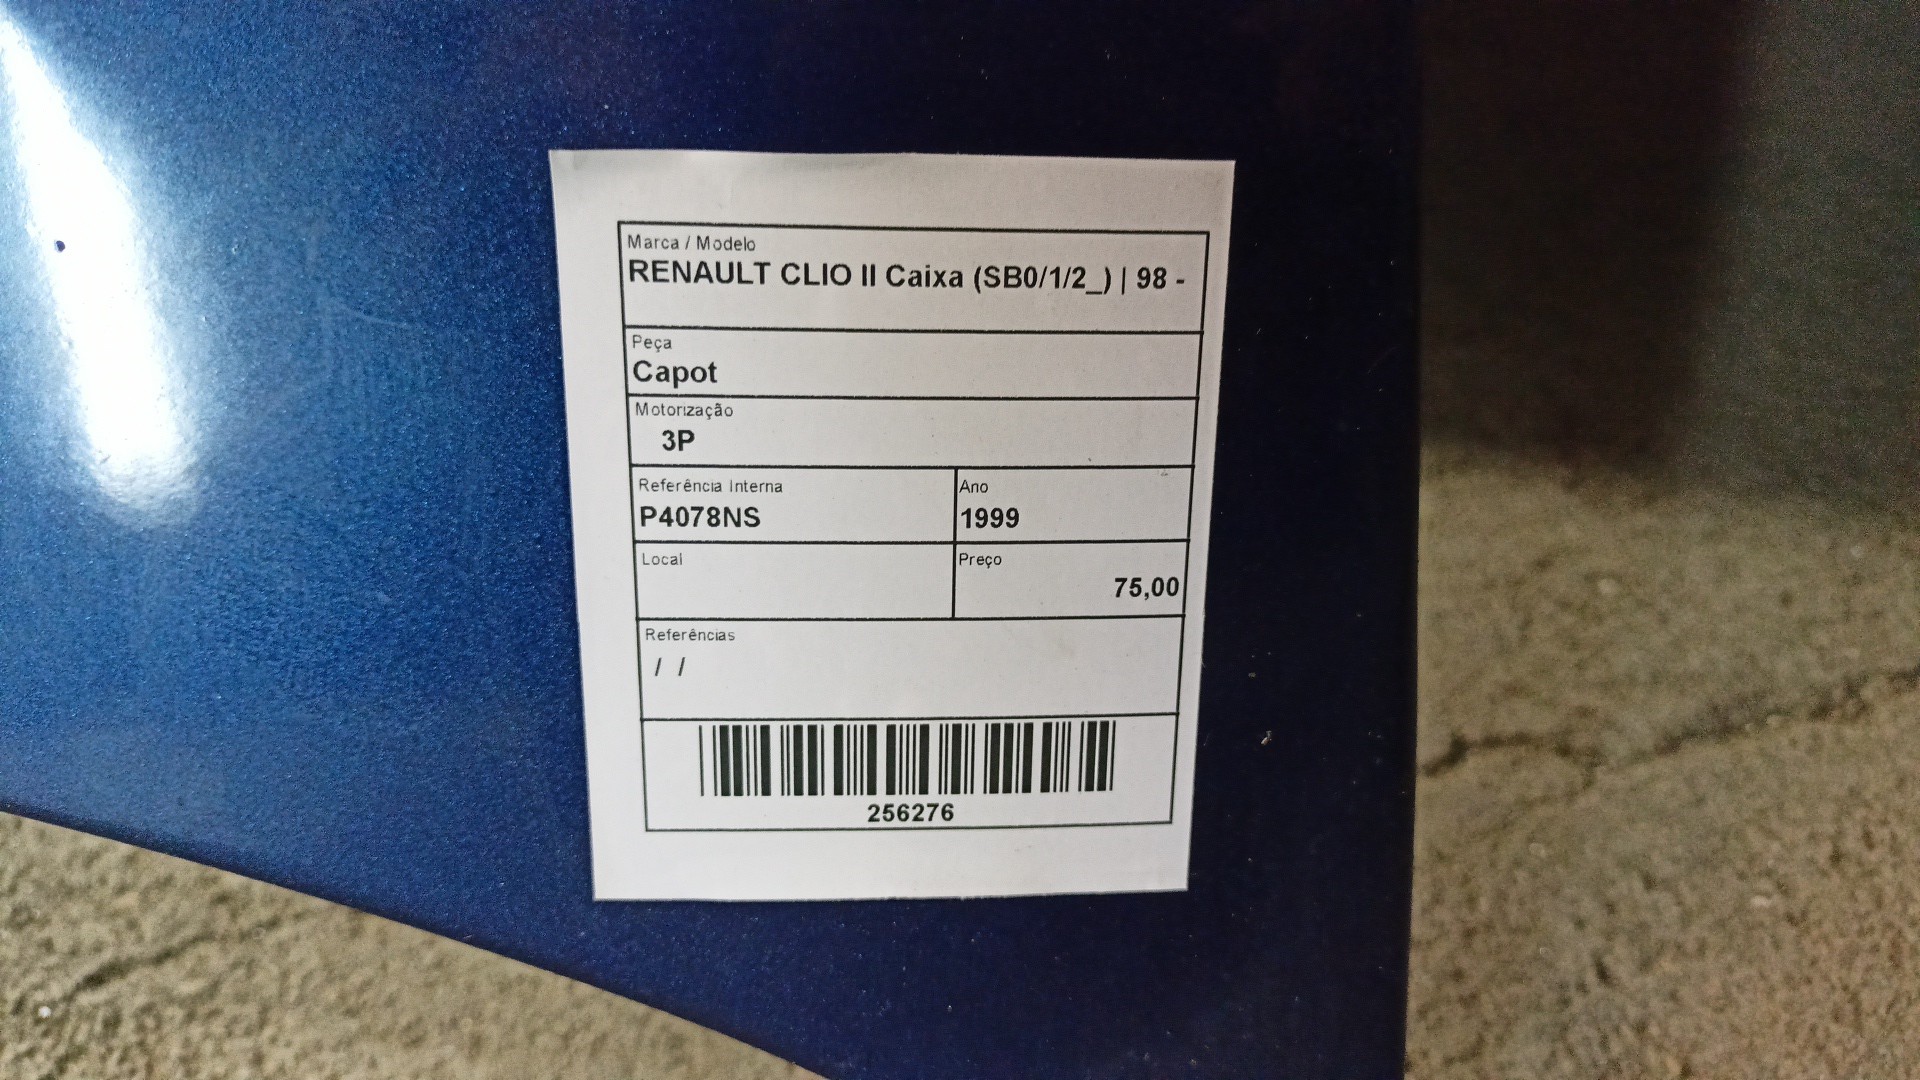 Marca / Modelo
RENAULT CLIO II Caixa (SB0/1/2_) | 98 -
Peça
Capot
Motorização
3P
Referência Interna
P4078NS
Ano
1999
Local
Preço
75,00
Referências
/ /
256276